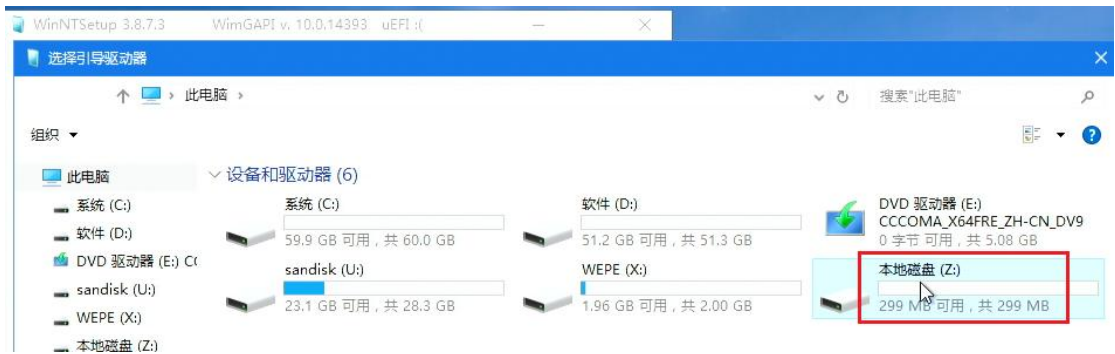 WinNTSetup 3.8.7.3 WimGAPI v. 10.0.14393 uEFI :(
选择引导驱动器
此电脑
搜索"此电脑"
组织
此电脑
系统 (C:)
软件 (D:)
DVD 驱动器 (E:) CC
sandisk (U:)
WEPE (X:)
本地磁盘 (Z:)
设备和驱动器 (6)
系统 (C:)
59.9 GB 可用，共 60.0 GB
软件 (D:)
51.2 GB 可用，共 51.3 GB
DVD 驱动器 (E:)
CCCOMA_X64FRE_ZH-CN_DV9
0 字节 可用，共 5.08 GB
sandisk (U:)
23.1 GB 可用，共 28.3 GB
WEPE (X:)
1.96 GB 可用，共 2.00 GB
本地磁盘 (Z:)
299 MB 可用，共 299 MB